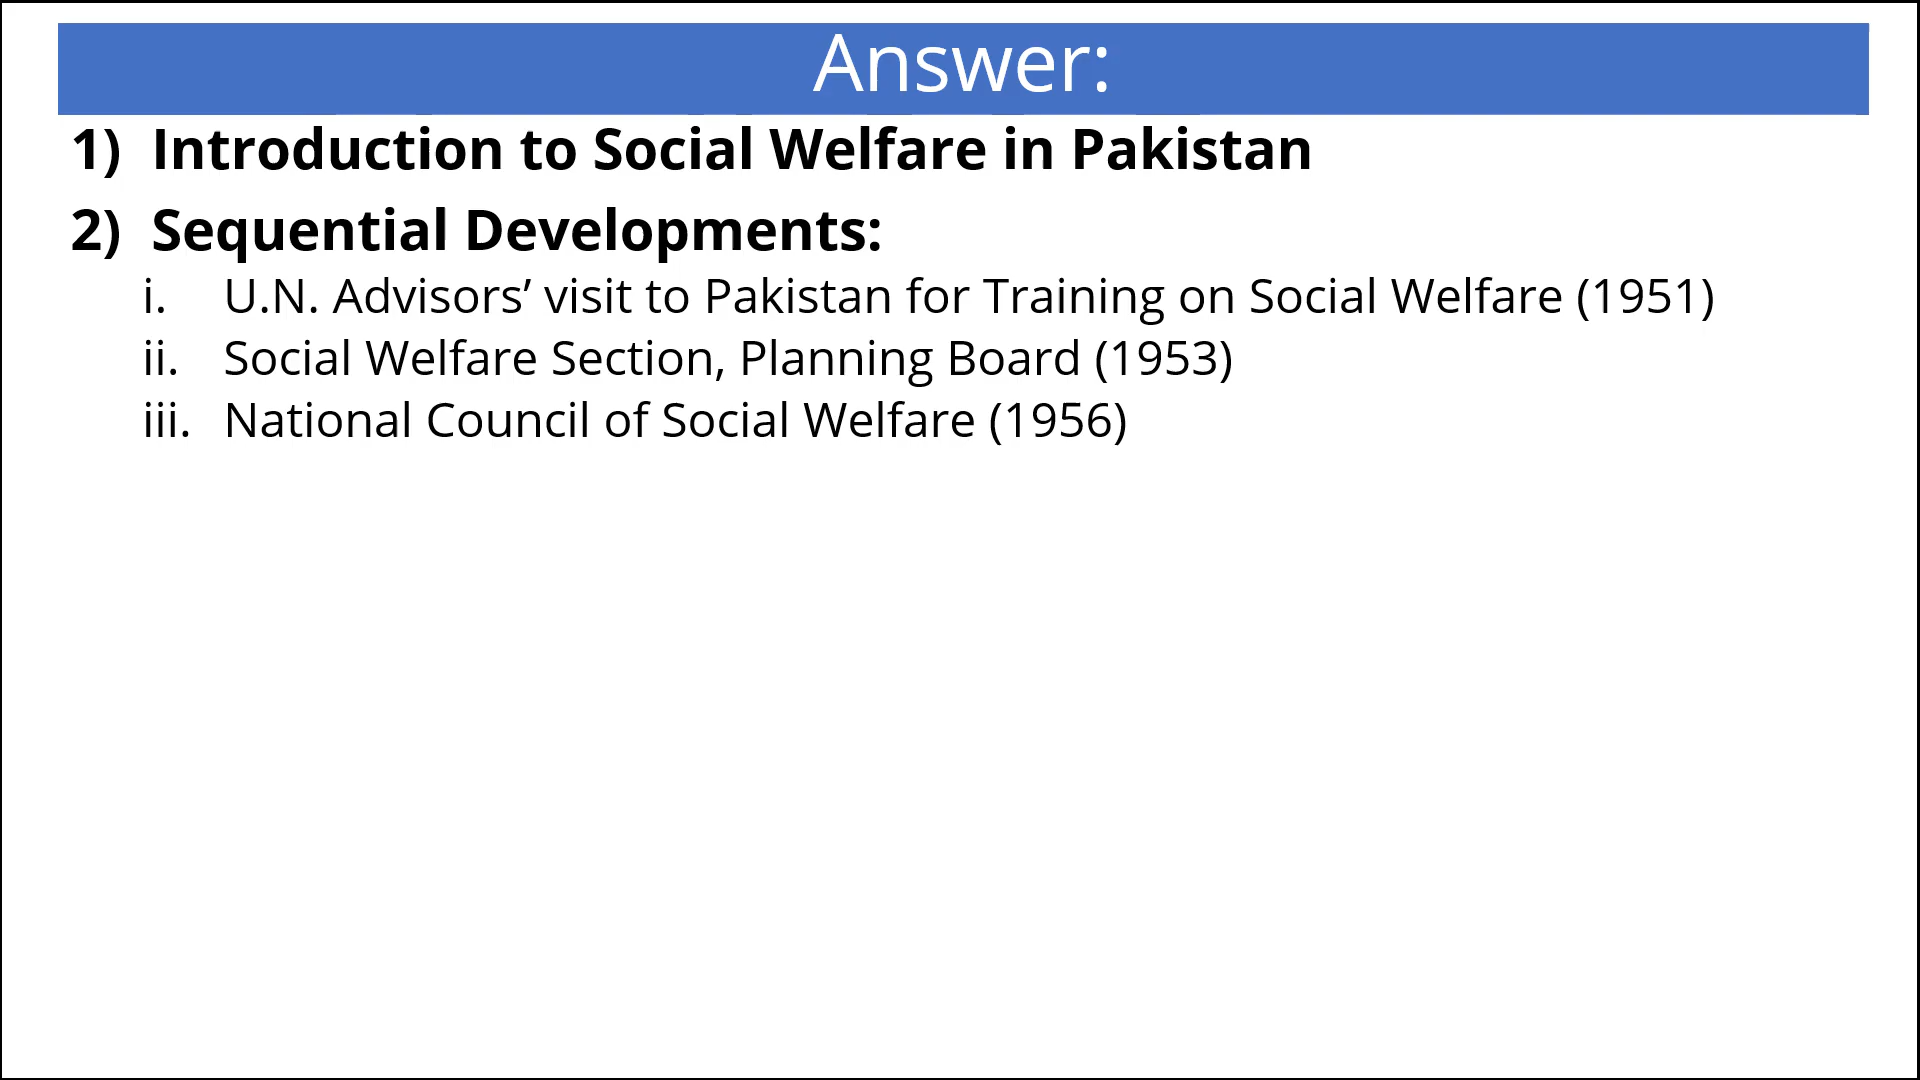 Answer:
1) Introduction to Social Welfare in Pakistan
2) Sequential Developments:
i. U.N. Advisors’ visit to Pakistan for Training on Social Welfare (1951)
ii. Social Welfare Section, Planning Board (1953)
iii. National Council of Social Welfare (1956)